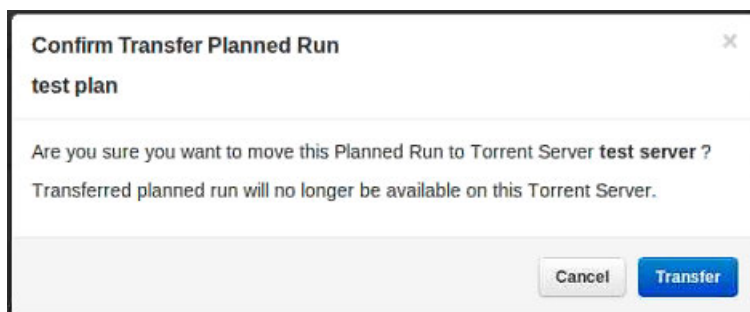 Confirm Transfer Planned Run
test plan
Are you sure you want to move this Planned Run to Torrent Server test server ?
Transferred planned run will no longer be available on this Torrent Server.
Cancel Transfer